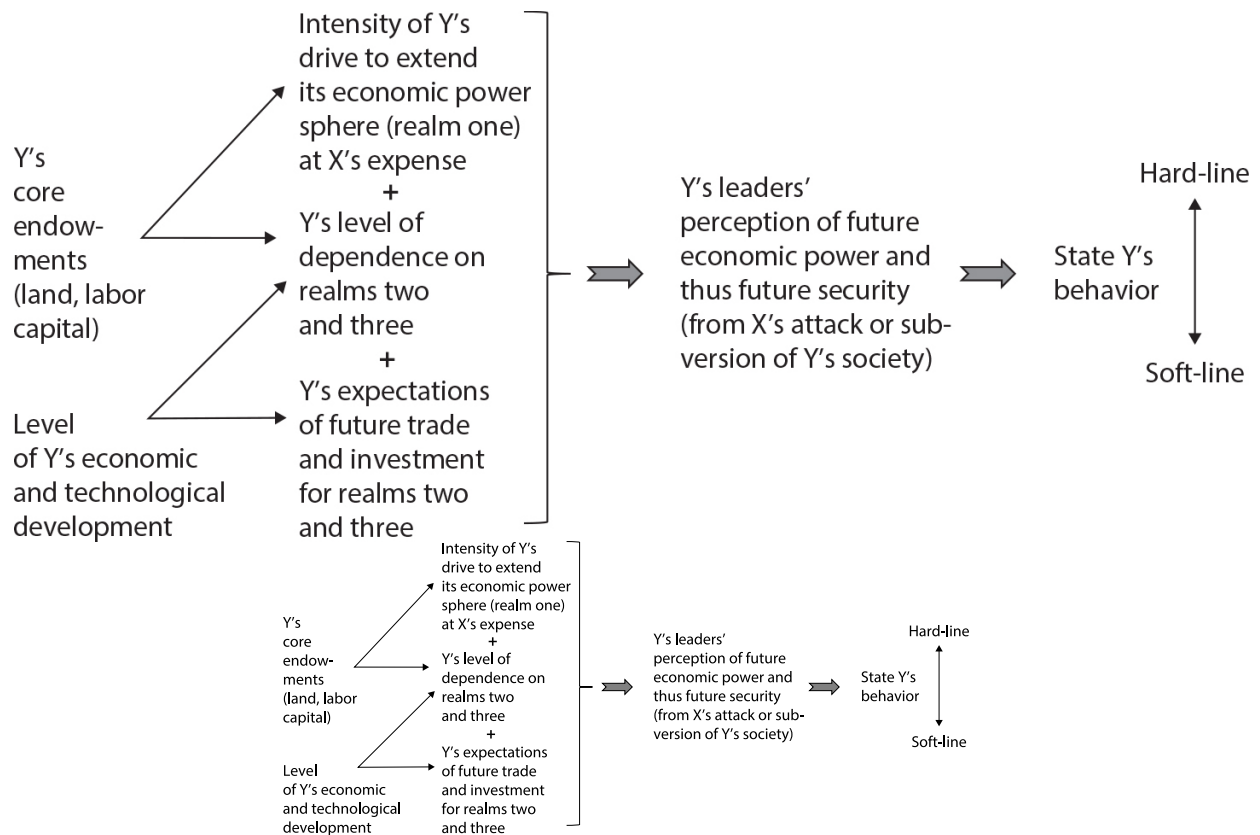 Intensity of Y's
drive to extend
its economic power
sphere (realm one)
at X's expense
+
Y's level of
dependence on
realms two
and three
+
Y's expectations
of future trade
and investment
for realms two
and three
Y's
core
endow-
ments
(land, labor
capital)
Level
of Y's economic
and technological
development
Y's leaders'
perception of future
economic power and
thus future security
(from X's attack or sub-
version of Y's society)
State Y's
behavior
Hard-line
Soft-line
Intensity of Y's
drive to extend
its economic power
sphere (realm one)
at X's expense
+
Y's level of
dependence on
realms two
and three
+
Y's expectations
of future trade
and investment
for realms two
and three
Y's
core
endow-
ments
(land, labor
capital)
Level
of Y's economic
and technological
development
Y's leaders'
perception of future
economic power and
thus future security
(from X's attack or sub-
version of Y's society)
State Y's
behavior
Hard-line
Soft-line